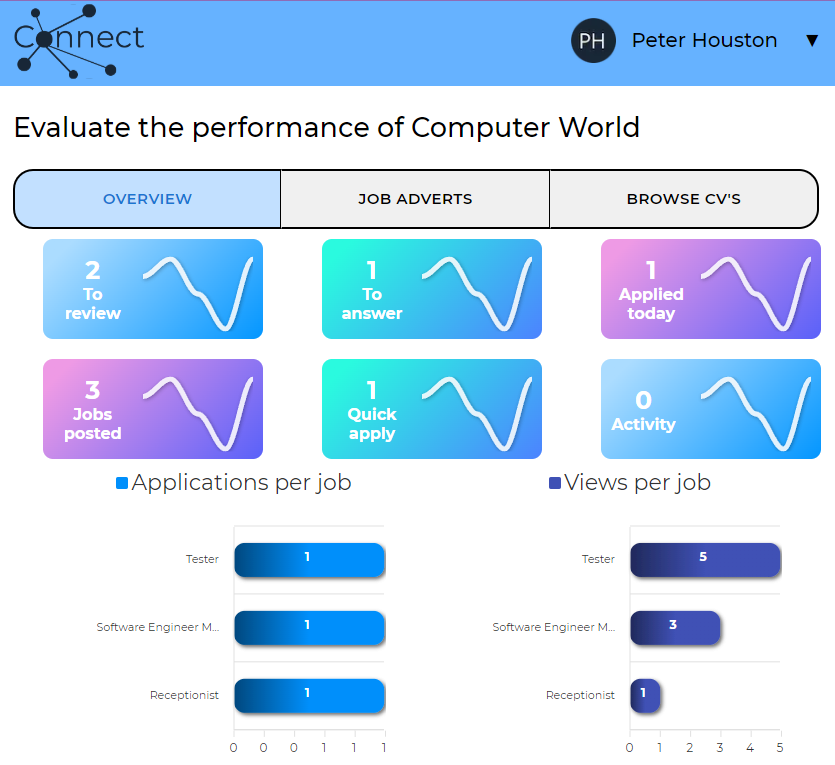 Connect
PH Peter Houston ▼
Evaluate the performance of Computer World
OVERVIEW JOB ADVERTS BROWSE CV'S
2
To
review
1
To
answer
1
Applied
today
3
Jobs
posted
1
Quick
apply
0
Activity
Applications per job
Tester 1
Software Engineer M... 1
Receptionist 1
0 0 0 1 1 1
Views per job
Tester 5
Software Engineer M... 3
Receptionist 1
0 1 2 3 4 5